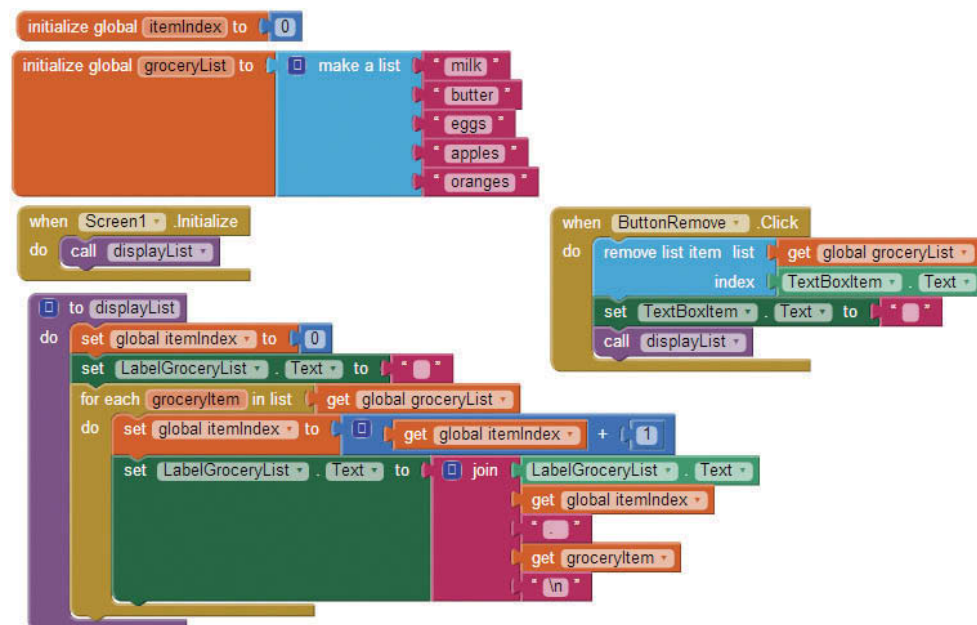 initialize global itemIndex to 0
initialize global groceryList to make a list " milk "
" butter "
" eggs "
" apples "
" oranges "
when Screen1 .Initialize
do call displayList
when ButtonRemove .Click
do remove list item list get global groceryList
index TextBoxItem . Text
set TextBoxItem . Text to " "
call displayList
to displayList
do set global itemIndex to 0
set LabelGroceryList . Text to " "
for each groceryItem in list get global groceryList
do set global itemIndex to get global itemIndex + 1
set LabelGroceryList . Text to join LabelGroceryList . Text
get global itemIndex
" . "
get groceryItem
" \n "